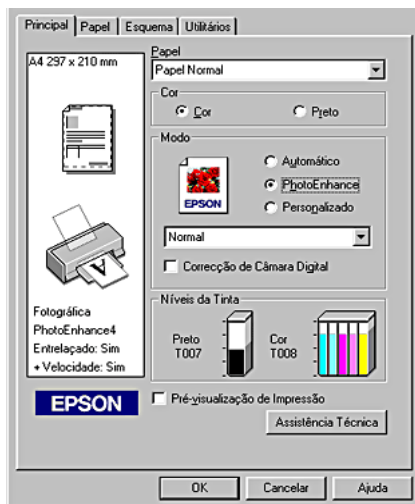 Principal Papel Esquema Utilitários
A4 297 x 210 mm
Fotográfica
PhotoEnhance4
Entrelaçado: Sim
+ Velocidade: Sim
EPSON
Papel
Papel Normal
Cor
Cor Preto
Modo
EPSON
Automático
PhotoEnhance
Personalizado
Normal
Correcção de Câmara Digital
Níveis da Tinta
Preto
T007
Cor
T008
Pré-visualização de Impressão
Assistência Técnica
OK Cancelar Ajuda